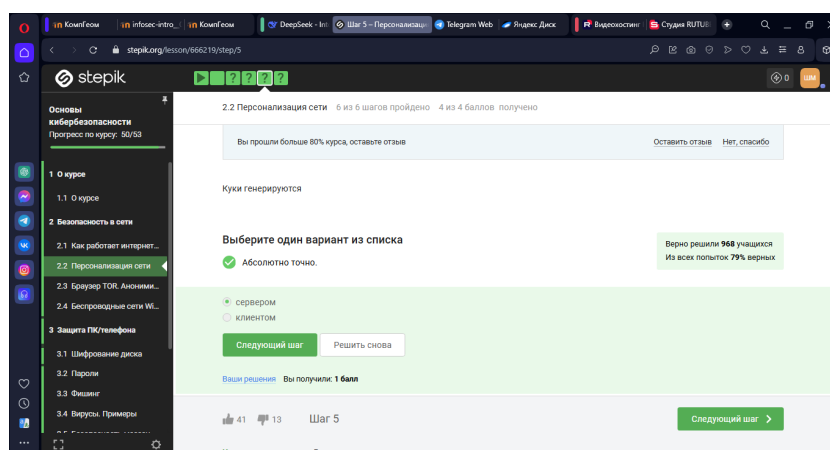 КомГеом
infosec-intro_
КомГеом
DeepSeek - Int
Шаг 5 – Персонализаци
Telegram Web
Яндекс Диск
Видеохостинг
Студия RUTUB
stepik.org/lesson/666219/step/5
stepik
? ? ? ?
0
ШМ
Основы
кибербезопасности
Прогресс по курсу: 50/53
1 О курсе
1.1 О курсе
2 Безопасность в сети
2.1 Как работает интернет...
2.2 Персонализация сети
2.3 Браузер TOR. Аноними...
2.4 Беспроводные сети Wi...
3 Защита ПК/телефона
3.1 Шифрование диска
3.2 Пароли
3.3 Фишинг
3.4 Вирусы. Примеры
2.2 Персонализация сети 6 из 6 шагов пройдено 4 из 4 баллов получено
Вы прошли больше 80% курса, оставьте отзыв
Оставить отзыв Нет, спасибо
Куки генерируются
Выберите один вариант из списка
Абсолютно точно.
Верно решили 968 учащихся
Из всех попыток 79% верных
сервером
клиентом
Следующий шаг
Решить снова
Ваши решения Вы получили: 1 балл
41 13 Шаг 5
Следующий шаг